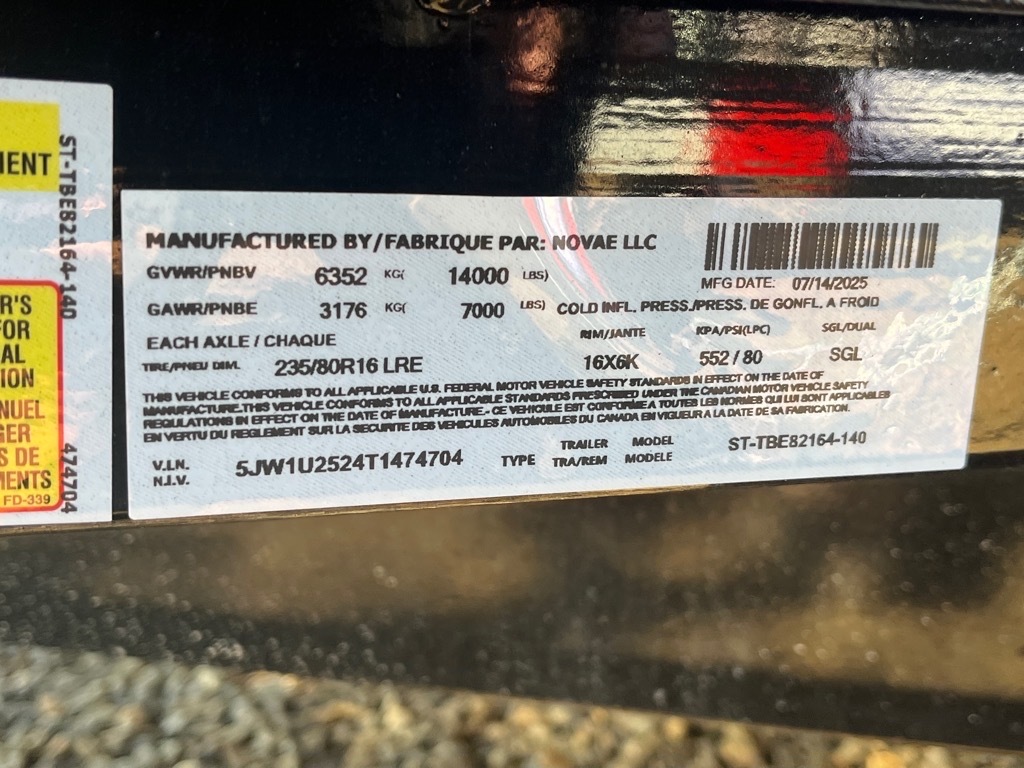 MENT
ST-TBE82164-140
R'S
FOR
AL
ION
NUEL
GER
S DE
MENTS
FD-339
474704
MANUFACTURED BY/FABRIQUE PAR: NOVAE LLC
GVWR/PNBV 6352 KG( 14000 LBS)
MFG DATE: 07/14/2025
GAWR/PNBE 3176 KG( 7000 LBS) COLD INFL. PRESS./PRESS. DE GONFL. A FROID
EACH AXLE / CHAQUE RIM/JANTE KPA/PSI(LPC) SGL/DUAL
TIRE/PNEU DIM. 235/80R16 LRE 16X6K 552 / 80 SGL
THIS VEHICLE CONFORMS TO ALL APPLICABLE U.S. FEDERAL MOTOR VEHICLE SAFETY STANDARDS IN EFFECT ON THE DATE OF
MANUFACTURE.THIS VEHICLE CONFORMS TO ALL APPLICABLE STANDARDS PRESCRIBED UNDER THE CANADIAN MOTOR VEHICLE SAFETY
REGULATIONS IN EFFECT ON THE DATE OF MANUFACTURE.- CE VEHICULE EST CONFORME A TOUTES LES NORMES QUI LUI SONT APPLICABLES
EN VERTU DU REGLEMENT SUR LA SECURITE DES VEHICULES AUTOMOBILES DU CANADA EN VIGUEUR A LA DATE DE SA FABRICATION.
V.I.N. 5JW1U2524T1474704 TYPE TRAILER MODEL ST-TBE82164-140
N.I.V. TRA/REM MODELE